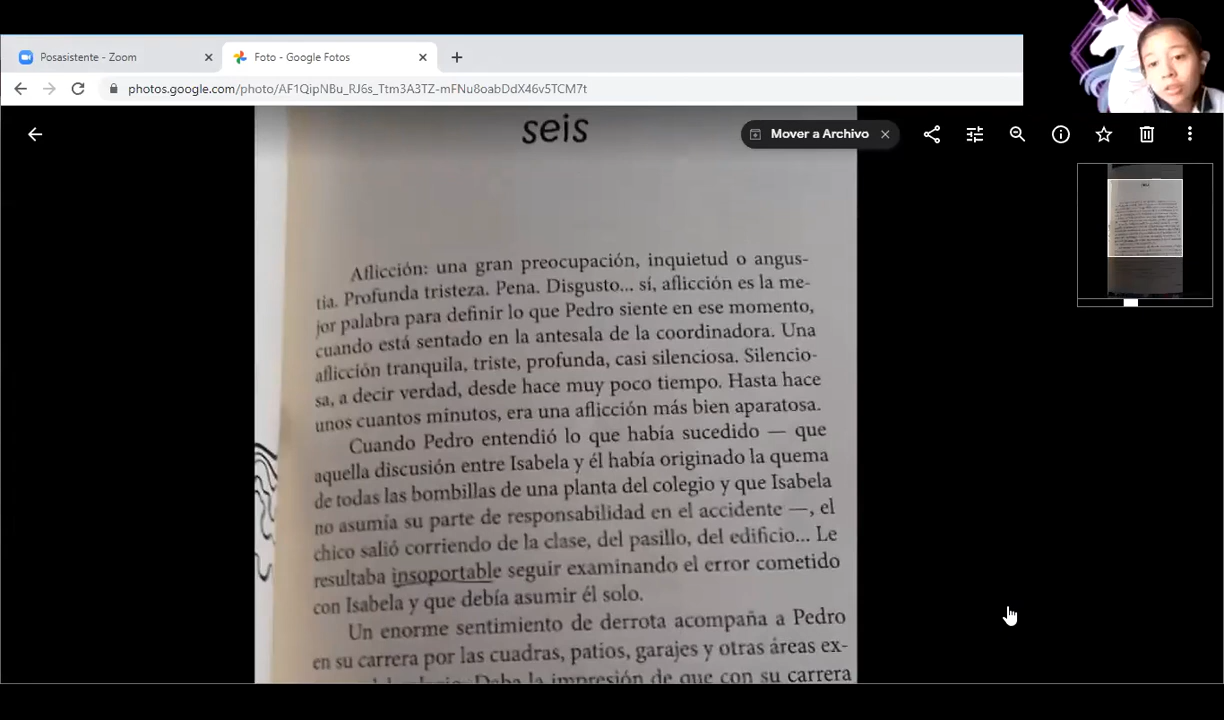 Posasistente - Zoom
Foto - Google Fotos
photos.google.com/photo/AF1QipNBu_RJ6s_Ttm3A3TZ-mFNu8oabDdX46v5TCM7t
seis
Mover a Archivo
Aflicción: una gran preocupación, inquietud o angus-
tia. Profunda tristeza. Pena. Disgusto... sí, aflicción es la me-
jor palabra para definir lo que Pedro siente en ese momento,
cuando está sentado en la antesala de la coordinadora. Una
aflicción tranquila, triste, profunda, casi silenciosa. Silencio-
sa, a decir verdad, desde hace muy poco tiempo. Hasta hace
unos cuantos minutos, era una aflicción más bien aparatosa.
Cuando Pedro entendió lo que había sucedido — que
aquella discusión entre Isabela y él había originado la quema
de todas las bombillas de una planta del colegio y que Isabela
no asumía su parte de responsabilidad en el accidente —, el
chico salió corriendo de la clase, del pasillo, del edificio... Le
resultaba insoportable seguir examinando el error cometido
con Isabela y que debía asumir él solo.
Un enorme sentimiento de derrota acompaña a Pedro
en su carrera por las cuadras, patios, garajes y otras áreas ex-
Daba la impresión de que con su carrera